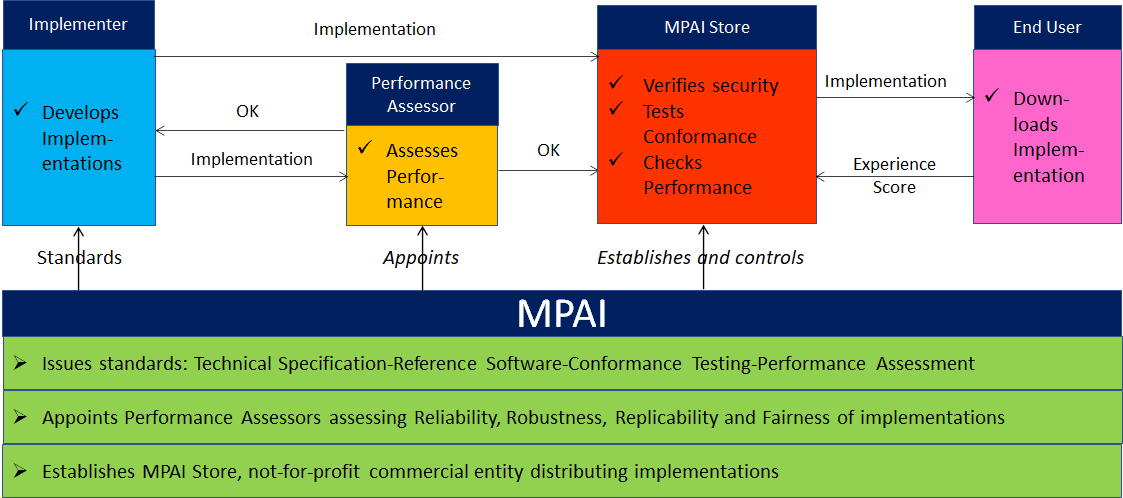 Implementer
Develops
Implem-
entations
Implementation
OK
Implementation
Performance
Assessor
Assesses
Perfor-
mance
OK
MPAI Store
Verifies security
Tests
Conformance
Checks
Performance
Implementation
Experience
Score
End User
Down-
loads
Implem-
entation
Standards
Appoints
Establishes and controls
MPAI
Issues standards: Technical Specification-Reference Software-Conformance Testing-Performance Assessment
Appoints Performance Assessors assessing Reliability, Robustness, Replicability and Fairness of implementations
Establishes MPAI Store, not-for-profit commercial entity distributing implementations